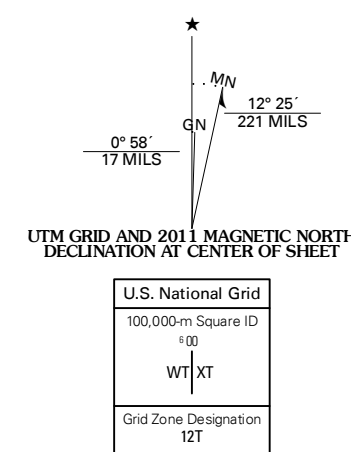 ★
MN
12° 25´
221 MILS
GN
0° 58´
17 MILS
UTM GRID AND 2011 MAGNETIC NORTH
DECLINATION AT CENTER OF SHEET
U.S. National Grid
100,000-m Square ID
⁶00
WT XT
Grid Zone Designation
12T